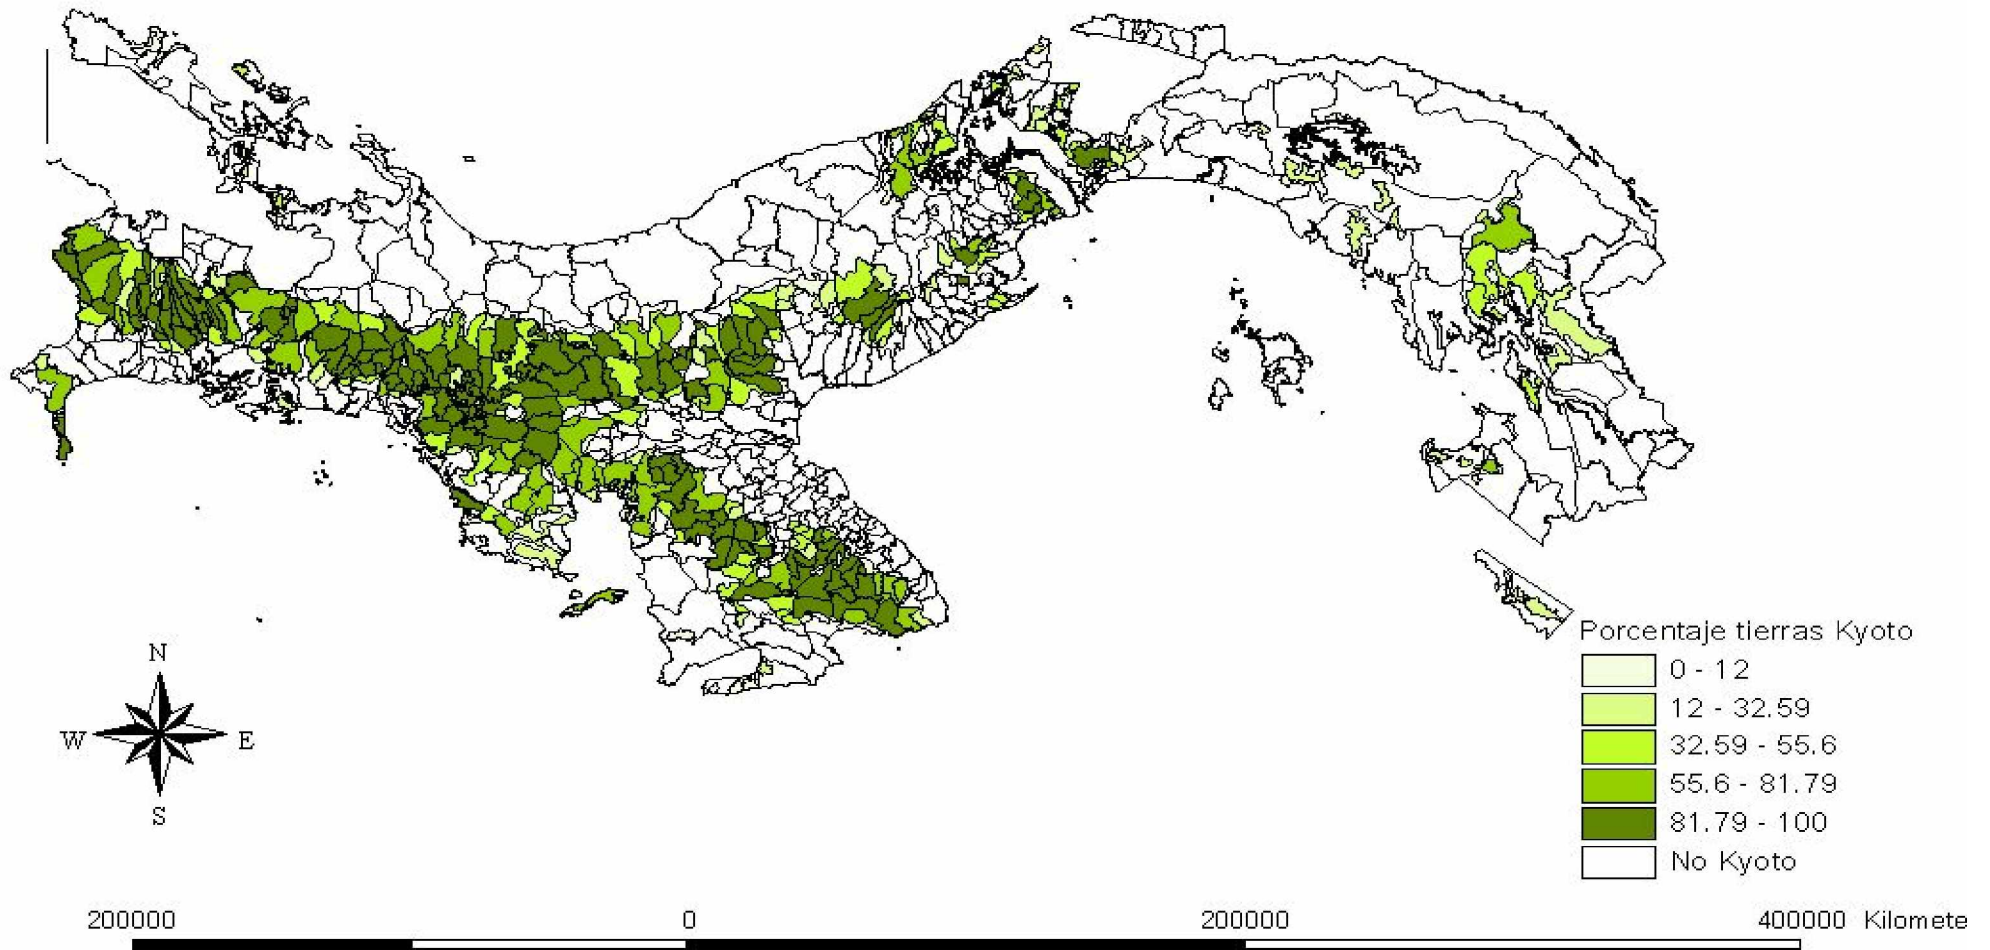 Porcentaje tierras Kyoto
0 - 12
12 - 32.59
32.59 - 55.6
55.6 - 81.79
81.79 - 100
No Kyoto
N
W E
S
200000 0 200000 400000 Kilomete